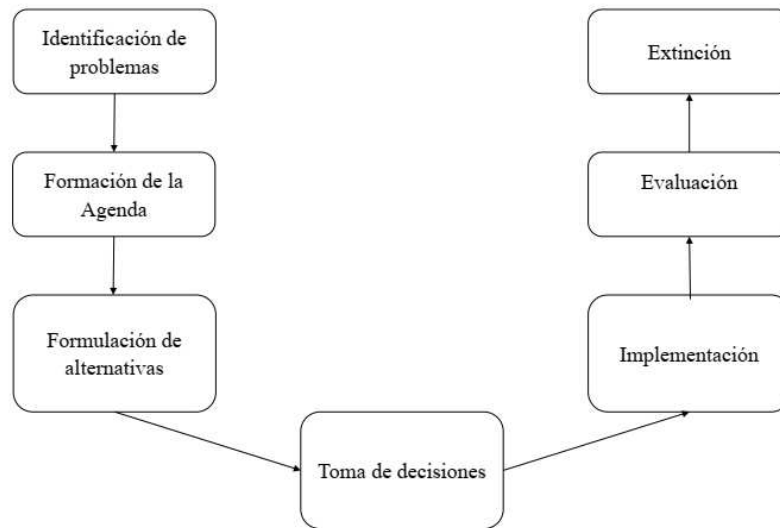 Identificación de
problemas
Formación de la
Agenda
Formulación de
alternativas
Toma de decisiones
Implementación
Evaluación
Extinción